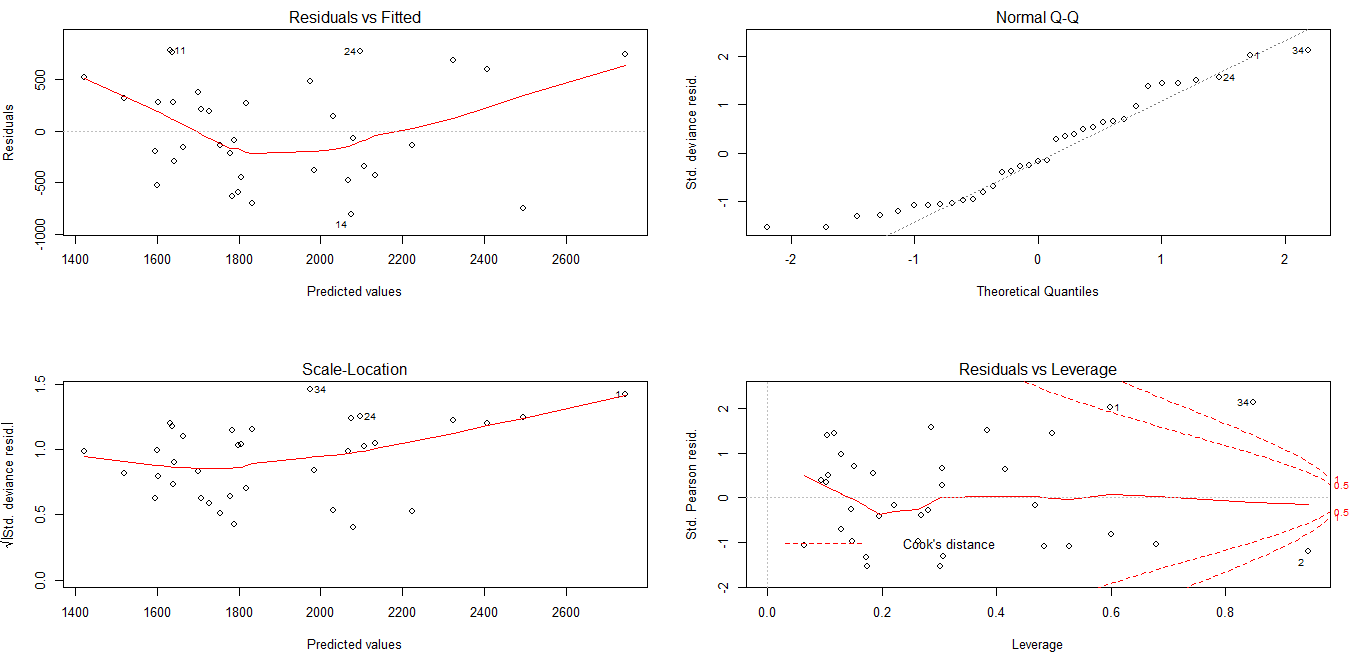 Residuals vs Fitted
Residuals
500
0
-500
-1000
11
24
14
1400 1600 1800 2000 2200 2400 2600
Predicted values
Normal Q-Q
Std. deviance resid.
2
1
0
-1
1
34
24
-2 -1 0 1 2
Theoretical Quantiles
Scale-Location
√|Std. deviance resid.|
1.5
1.0
0.5
0.0
34
24
1
1400 1600 1800 2000 2200 2400 2600
Predicted values
Residuals vs Leverage
Std. Pearson resid.
2
1
0
-1
-2
1
34
2
Cook's distance
1
0.5
0.5
1
0.0 0.2 0.4 0.6 0.8
Leverage